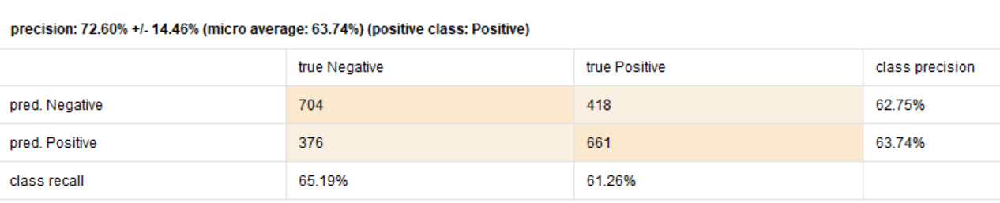 precision: 72.60% +/- 14.46% (micro average: 63.74%) (positive class: Positive)
true Negative true Positive class precision
pred. Negative 704 418 62.75%
pred. Positive 376 661 63.74%
class recall 65.19% 61.26%